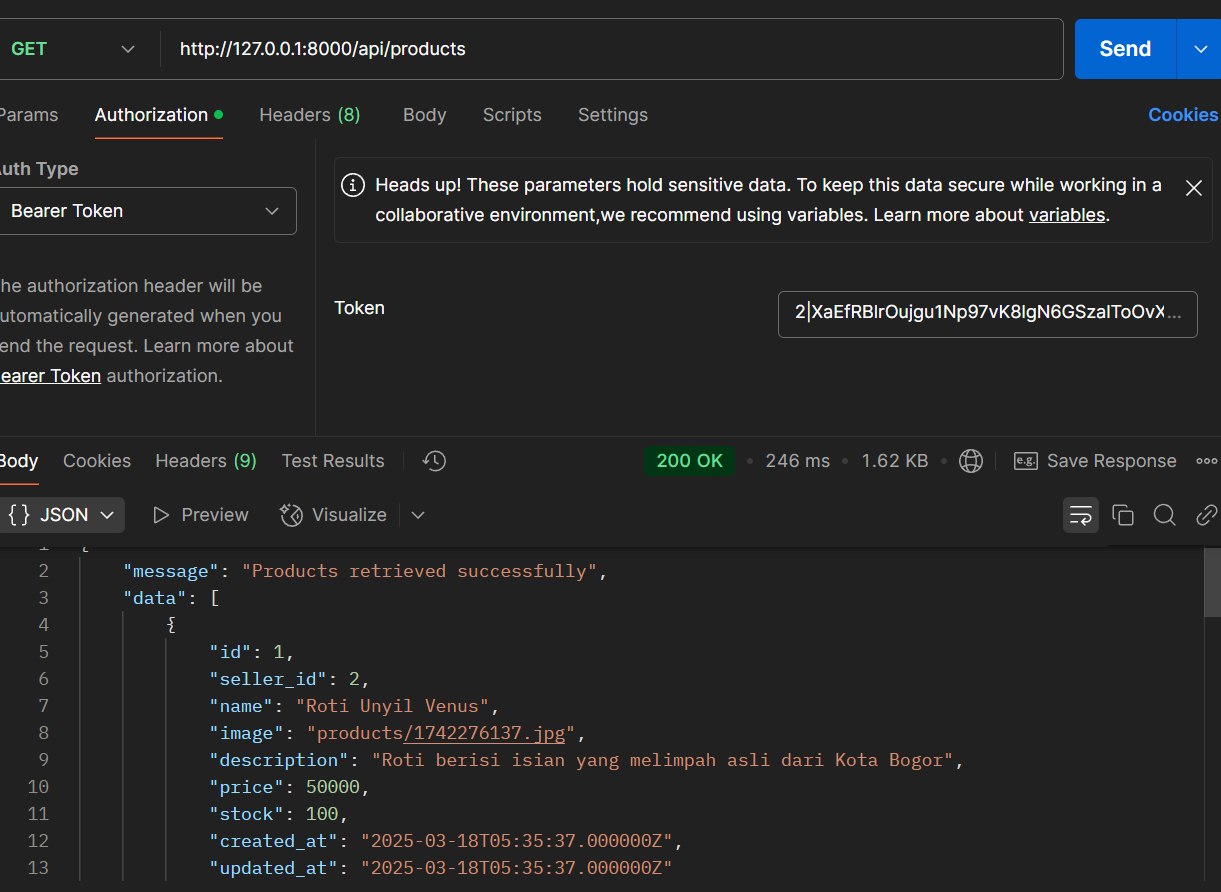 GET http://127.0.0.1:8000/api/products Send
Params Authorization Headers (8) Body Scripts Settings Cookies
uth Type
Bearer Token
he authorization header will be
utomatically generated when you
end the request. Learn more about
earer Token authorization.
Heads up! These parameters hold sensitive data. To keep this data secure while working in a
collaborative environment,we recommend using variables. Learn more about variables.
Token
2|XaEfRBIrOujgu1Np97vK8IgN6GSzaIToOvX...
Body Cookies Headers (9) Test Results 200 OK • 246 ms • 1.62 KB • e.g. Save Response
{} JSON Preview Visualize
1 {
2 "message": "Products retrieved successfully",
3 "data": [
4 {
5 "id": 1,
6 "seller_id": 2,
7 "name": "Roti Unyil Venus",
8 "image": "products/1742276137.jpg",
9 "description": "Roti berisi isian yang melimpah asli dari Kota Bogor",
10 "price": 50000,
11 "stock": 100,
12 "created_at": "2025-03-18T05:35:37.000000Z",
13 "updated_at": "2025-03-18T05:35:37.000000Z"